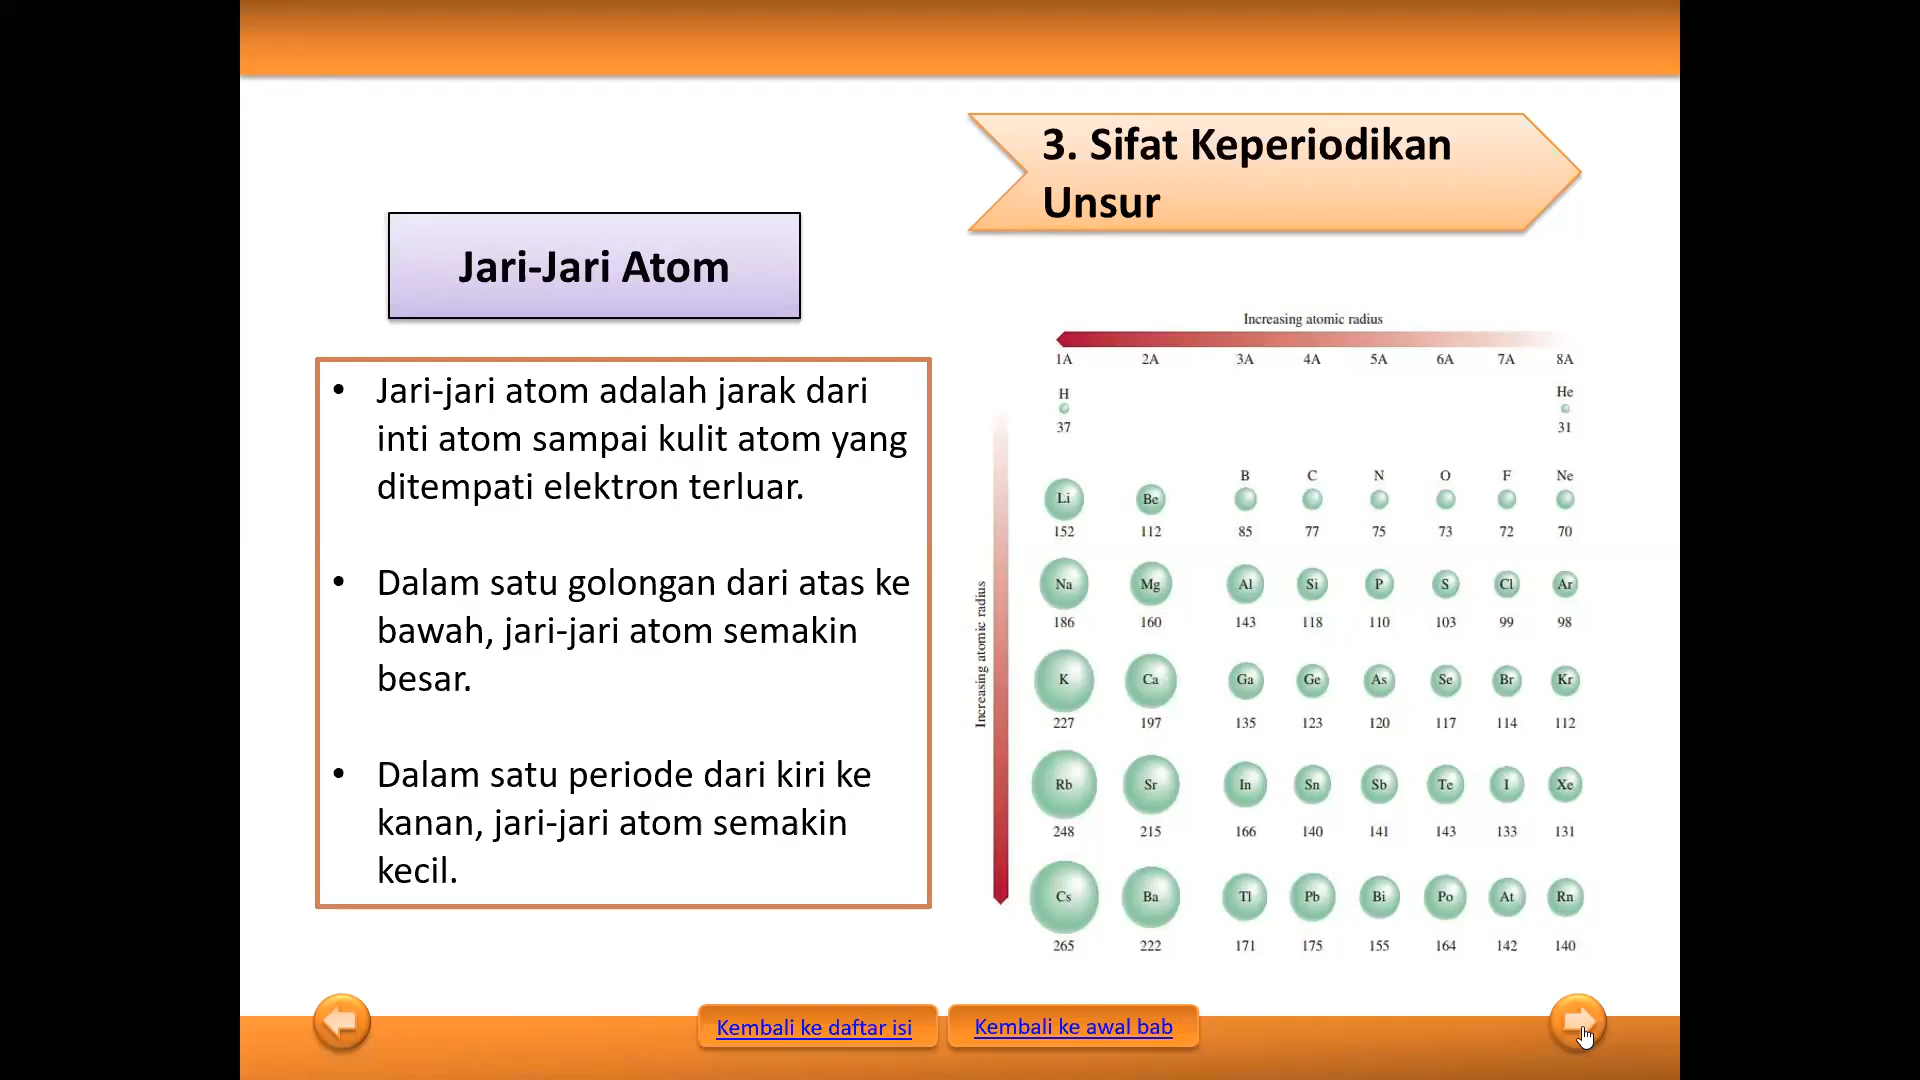 3. Sifat Keperiodikan
Unsur
Jari-Jari Atom
• Jari-jari atom adalah jarak dari
inti atom sampai kulit atom yang
ditempati elektron terluar.
• Dalam satu golongan dari atas ke
bawah, jari-jari atom semakin
besar.
• Dalam satu periode dari kiri ke
kanan, jari-jari atom semakin
kecil.
Increasing atomic radius
1A 2A 3A 4A 5A 6A 7A 8A
Increasing atomic radius
H He
37 31
B C N O F Ne
Li Be
152 112 85 77 75 73 72 70
Na Mg Al Si P S Cl Ar
186 160 143 118 110 103 99 98
K Ca Ga Ge As Se Br Kr
227 197 135 123 120 117 114 112
Rb Sr In Sn Sb Te I Xe
248 215 166 140 141 143 133 131
Cs Ba Tl Pb Bi Po At Rn
265 222 171 175 155 164 142 140
Kembali ke daftar isi
Kembali ke awal bab